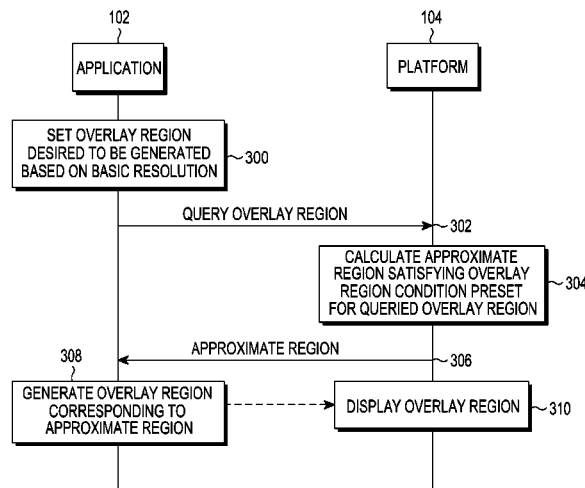 102
104
APPLICATION
PLATFORM
SET OVERLAY REGION
DESIRED TO BE GENERATED
BASED ON BASIC RESOLUTION
300
QUERY OVERLAY REGION
302
CALCULATE APPROXIMATE
REGION SATISFYING OVERLAY
REGION CONDITION PRESET
FOR QUERIED OVERLAY REGION
304
APPROXIMATE REGION
306
308
GENERATE OVERLAY REGION
CORRESPONDING TO
APPROXIMATE REGION
DISPLAY OVERLAY REGION
310